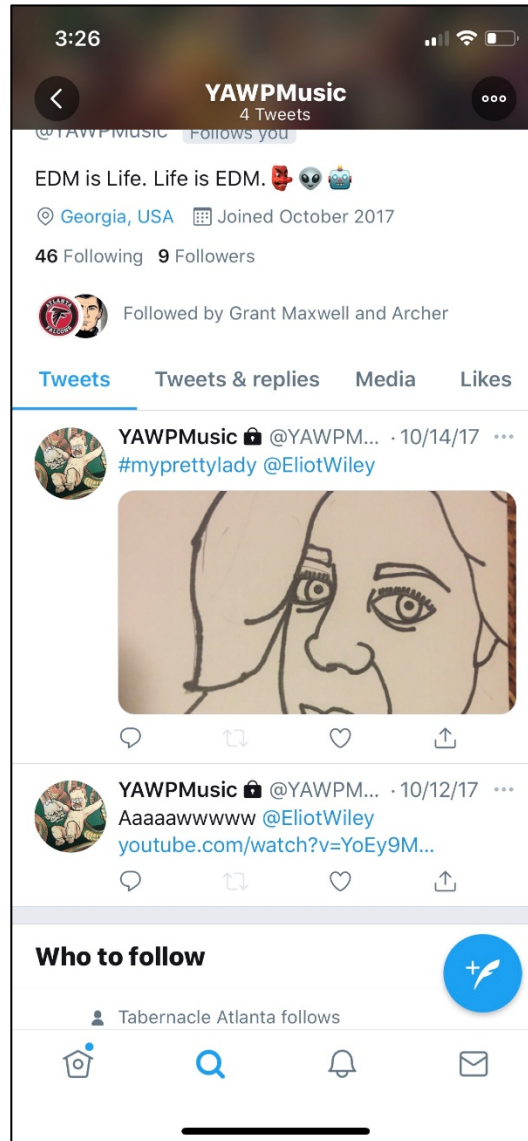 3:26
YAWPMusic
4 Tweets
@YAWPMusic Follows you
EDM is Life. Life is EDM. 👺 👽 🤖
Georgia, USA Joined October 2017
46 Following 9 Followers
ATLANTA
FALCONS
Followed by Grant Maxwell and Archer
Tweets Tweets & replies Media Likes
YAWPMusic @YAWPM... · 10/14/17
#myprettylady @EliotWiley
YAWPMusic @YAWPM... · 10/12/17
Aaaaawwwww @EliotWiley
youtube.com/watch?v=YoEy9M...
Who to follow
Tabernacle Atlanta follows